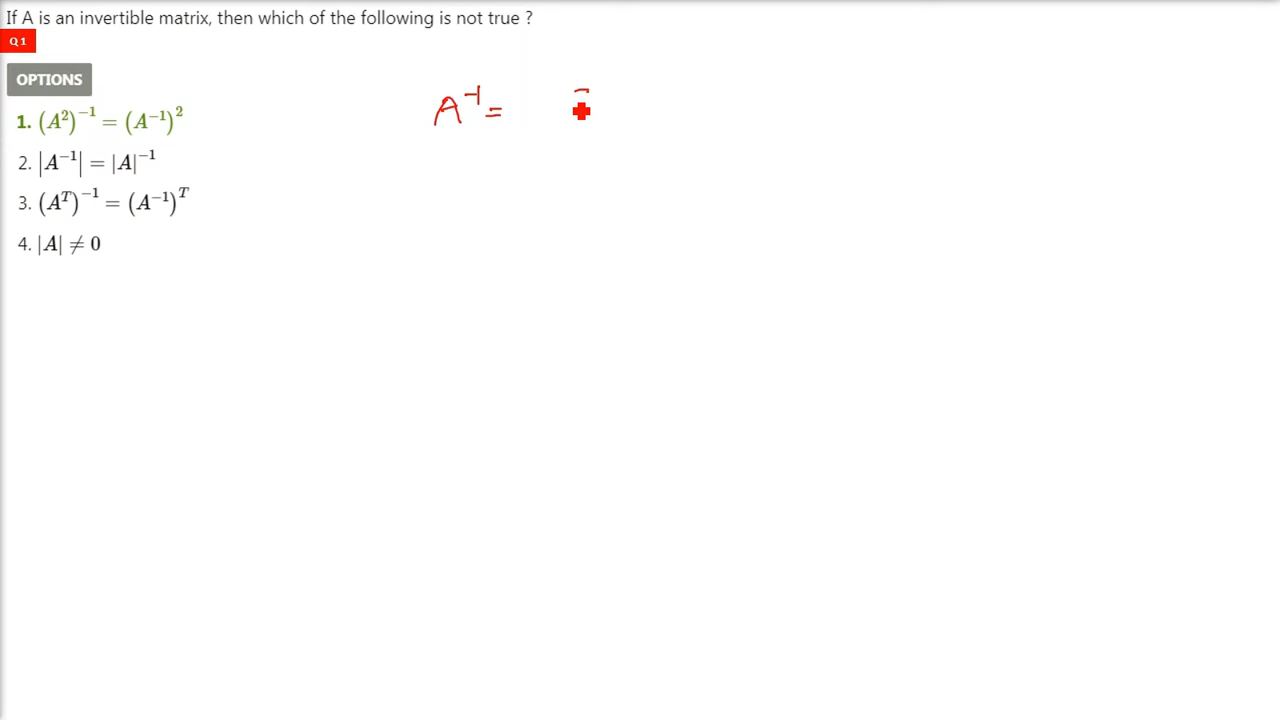 If A is an invertible matrix, then which of the following is not true ?
Q 1
OPTIONS
1. (A²)⁻¹ = (A⁻¹)²
A⁻¹ =
2. |A⁻¹| = |A|⁻¹
3. (Aᵀ)⁻¹ = (A⁻¹)ᵀ
4. |A| ≠ 0